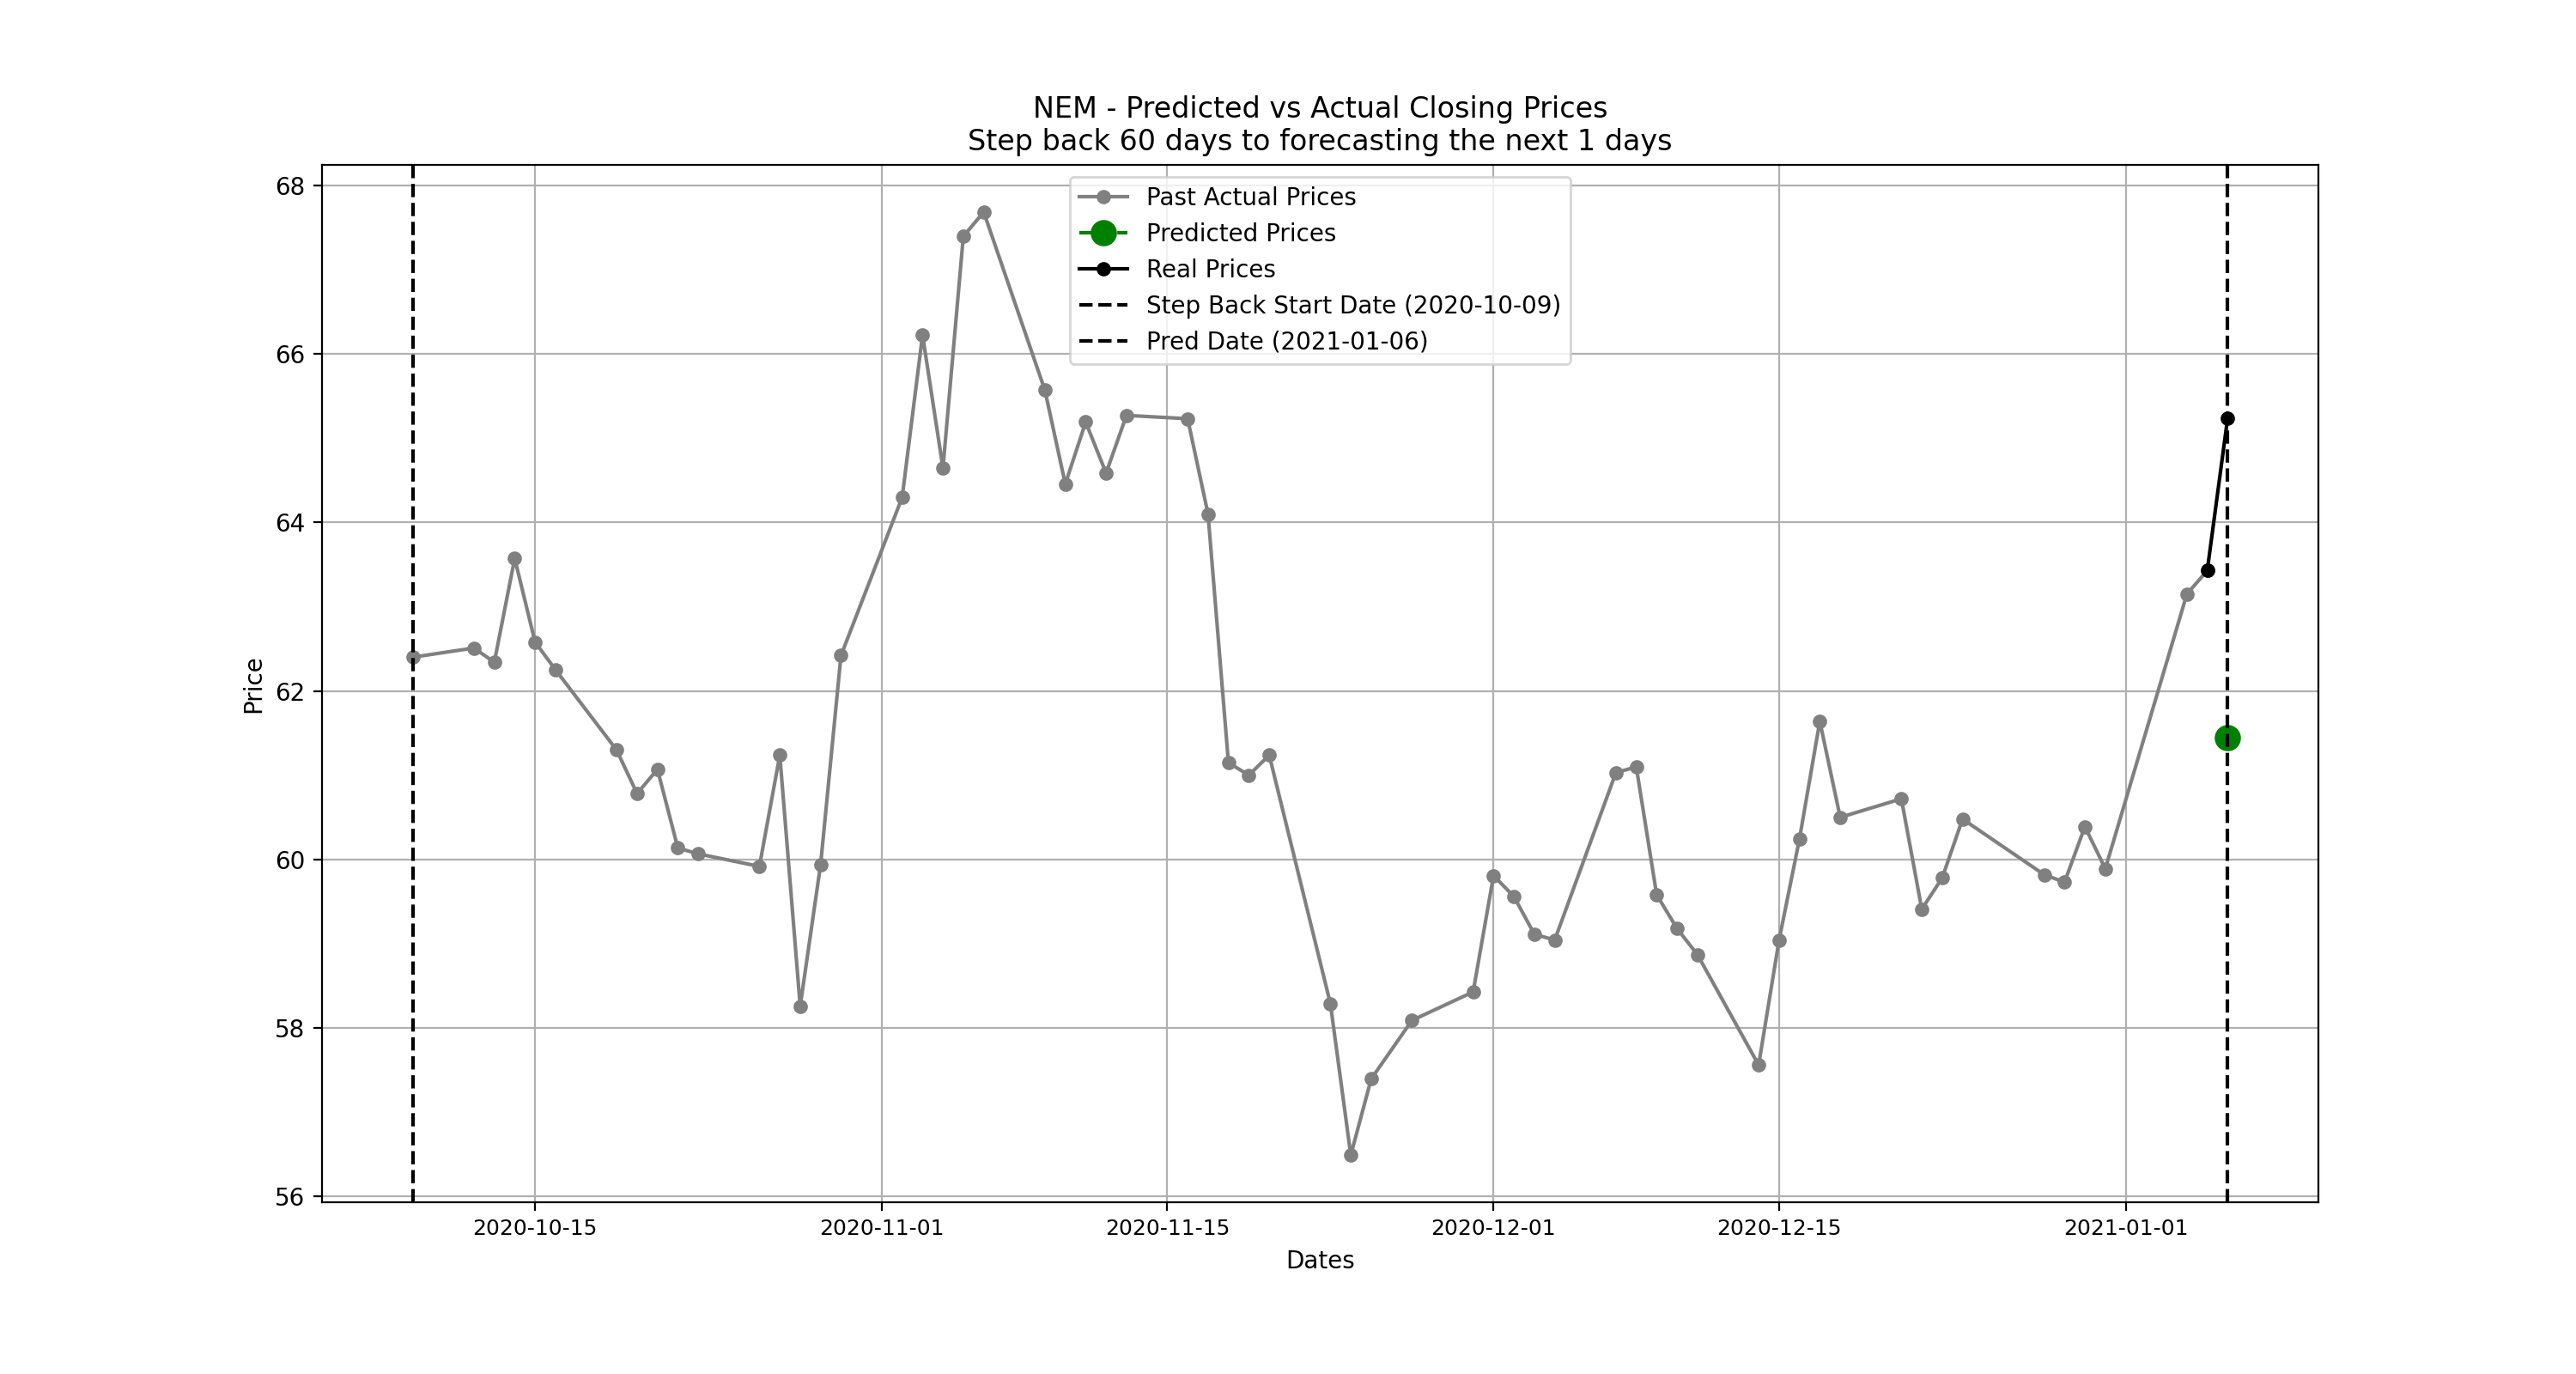 NEM - Predicted vs Actual Closing Prices
Step back 60 days to forecasting the next 1 days
Past Actual Prices
Predicted Prices
Real Prices
Step Back Start Date (2020-10-09)
Pred Date (2021-01-06)
Price
68
66
64
62
60
58
56
2020-10-15
2020-11-01
2020-11-15
2020-12-01
2020-12-15
2021-01-01
Dates